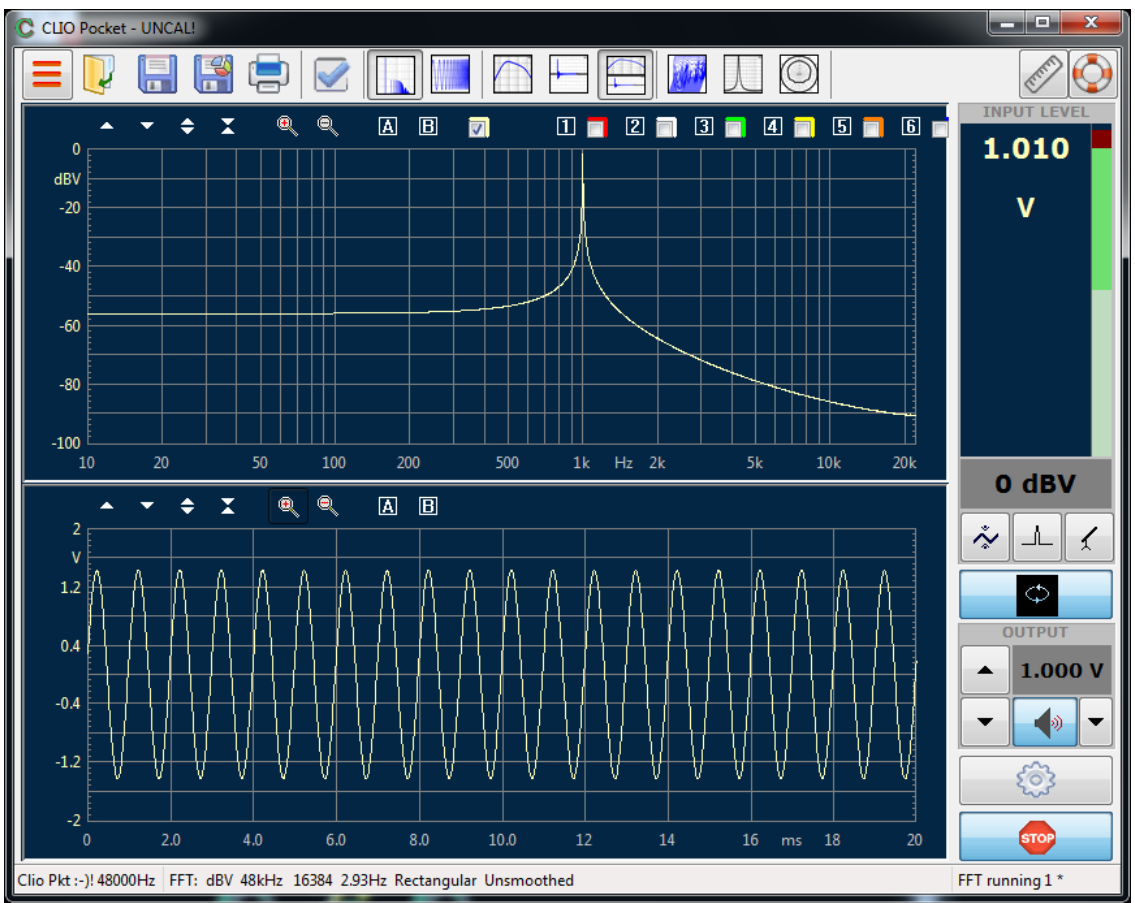 CLIO Pocket - UNCAL!
INPUT LEVEL
1.010
V
A B 1 2 3 4 5 6
0
dBV
-20
-40
-60
-80
-100
10 20 50 100 200 500 1k Hz 2k 5k 10k 20k
0 dBV
A B
2
V
1.2
0.4
-0.4
-1.2
-2
0 2.0 4.0 6.0 8.0 10.0 12 14 16 ms 18 20
OUTPUT
1.000 V
STOP
Clio Pkt :-)! 48000Hz FFT: dBV 48kHz 16384 2.93Hz Rectangular Unsmoothed FFT running 1 *